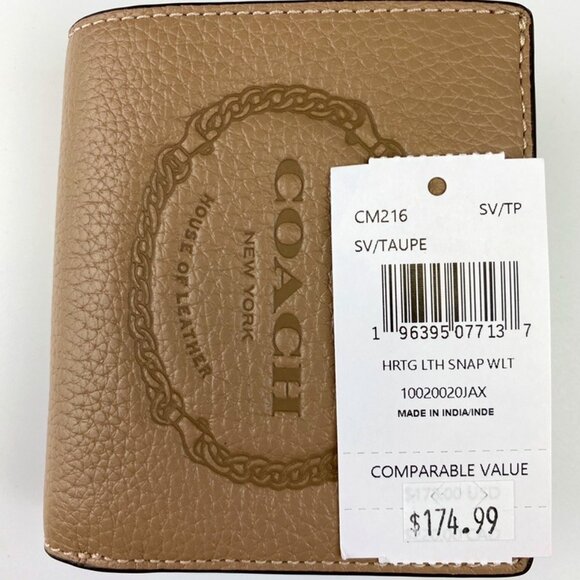 COACH
NEW YORK
HOUSE OF LEATHER
CM216 SV/TP
SV/TAUPE
1 96395 07713 7
HRTG LTH SNAP WLT
10020020JAX
MADE IN INDIA/INDE
COMPARABLE VALUE
$174.99